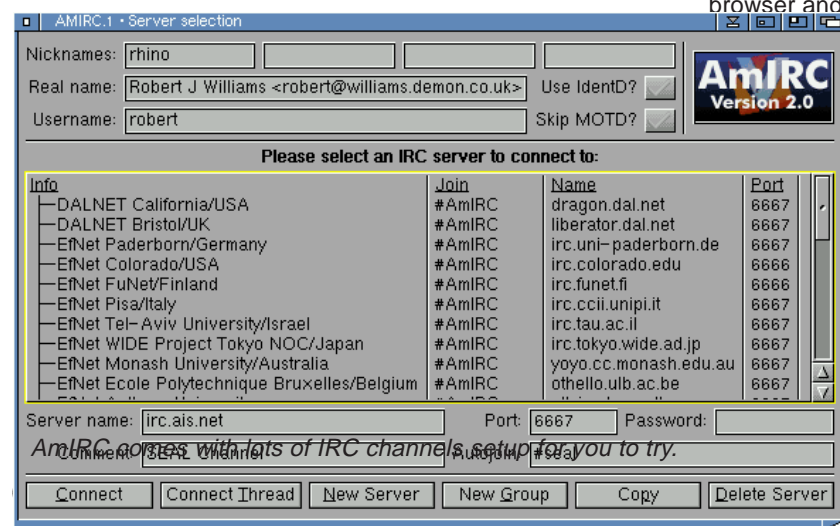 browser and
AMIRC.1 • Server selection
Nicknames: rhino
Real name: Robert J Williams <robert@williams.demon.co.uk> Use IdentD?
Username: robert Skip MOTD?
AmIRC
Version 2.0
Please select an IRC server to connect to:
Info Join Name Port
DALNET California/USA #AmIRC dragon.dal.net 6667
DALNET Bristol/UK #AmIRC liberator.dal.net 6667
EfNet Paderborn/Germany #AmIRC irc.uni-paderborn.de 6667
EfNet Colorado/USA #AmIRC irc.colorado.edu 6666
EfNet FuNet/Finland #AmIRC irc.funet.fi 6666
EfNet Pisa/Italy #AmIRC irc.ccii.unipi.it 6667
EfNet Tel-Aviv University/Israel #AmIRC irc.tau.ac.il 6667
EfNet WIDE Project Tokyo NOC/Japan #AmIRC irc.tokyo.wide.ad.jp 6667
EfNet Monash University/Australia #AmIRC yoyo.cc.monash.edu.au 6667
EfNet Ecole Polytechnique Bruxelles/Belgium #AmIRC othello.ulb.ac.be 6667
Server name: irc.ais.net Port: 6667 Password:
Comment: SEAL Channel Autojoin: #seal
AmIRC comes with lots of IRC channels setup for you to try.
Connect Connect Thread New Server New Group Copy Delete Server